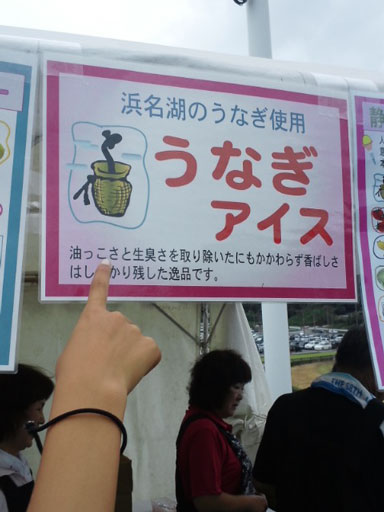 浜名湖のうなぎ使用
うなぎ
アイス
油っこさと生臭さを取り除いたにもかかわらず香ばしさ
はしっかり残した逸品です。